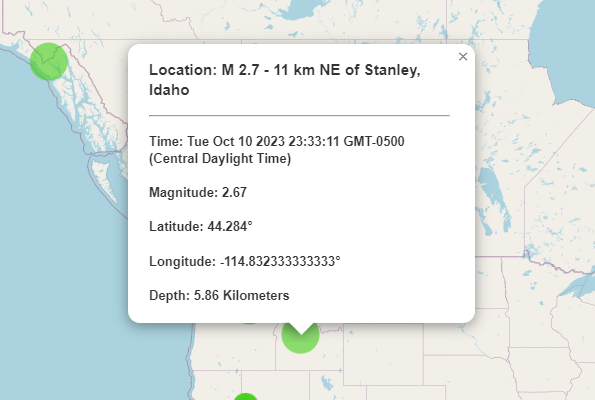 ×
Location: M 2.7 - 11 km NE of Stanley,
Idaho
Time: Tue Oct 10 2023 23:33:11 GMT-0500
(Central Daylight Time)
Magnitude: 2.67
Latitude: 44.284°
Longitude: -114.832333333333°
Depth: 5.86 Kilometers